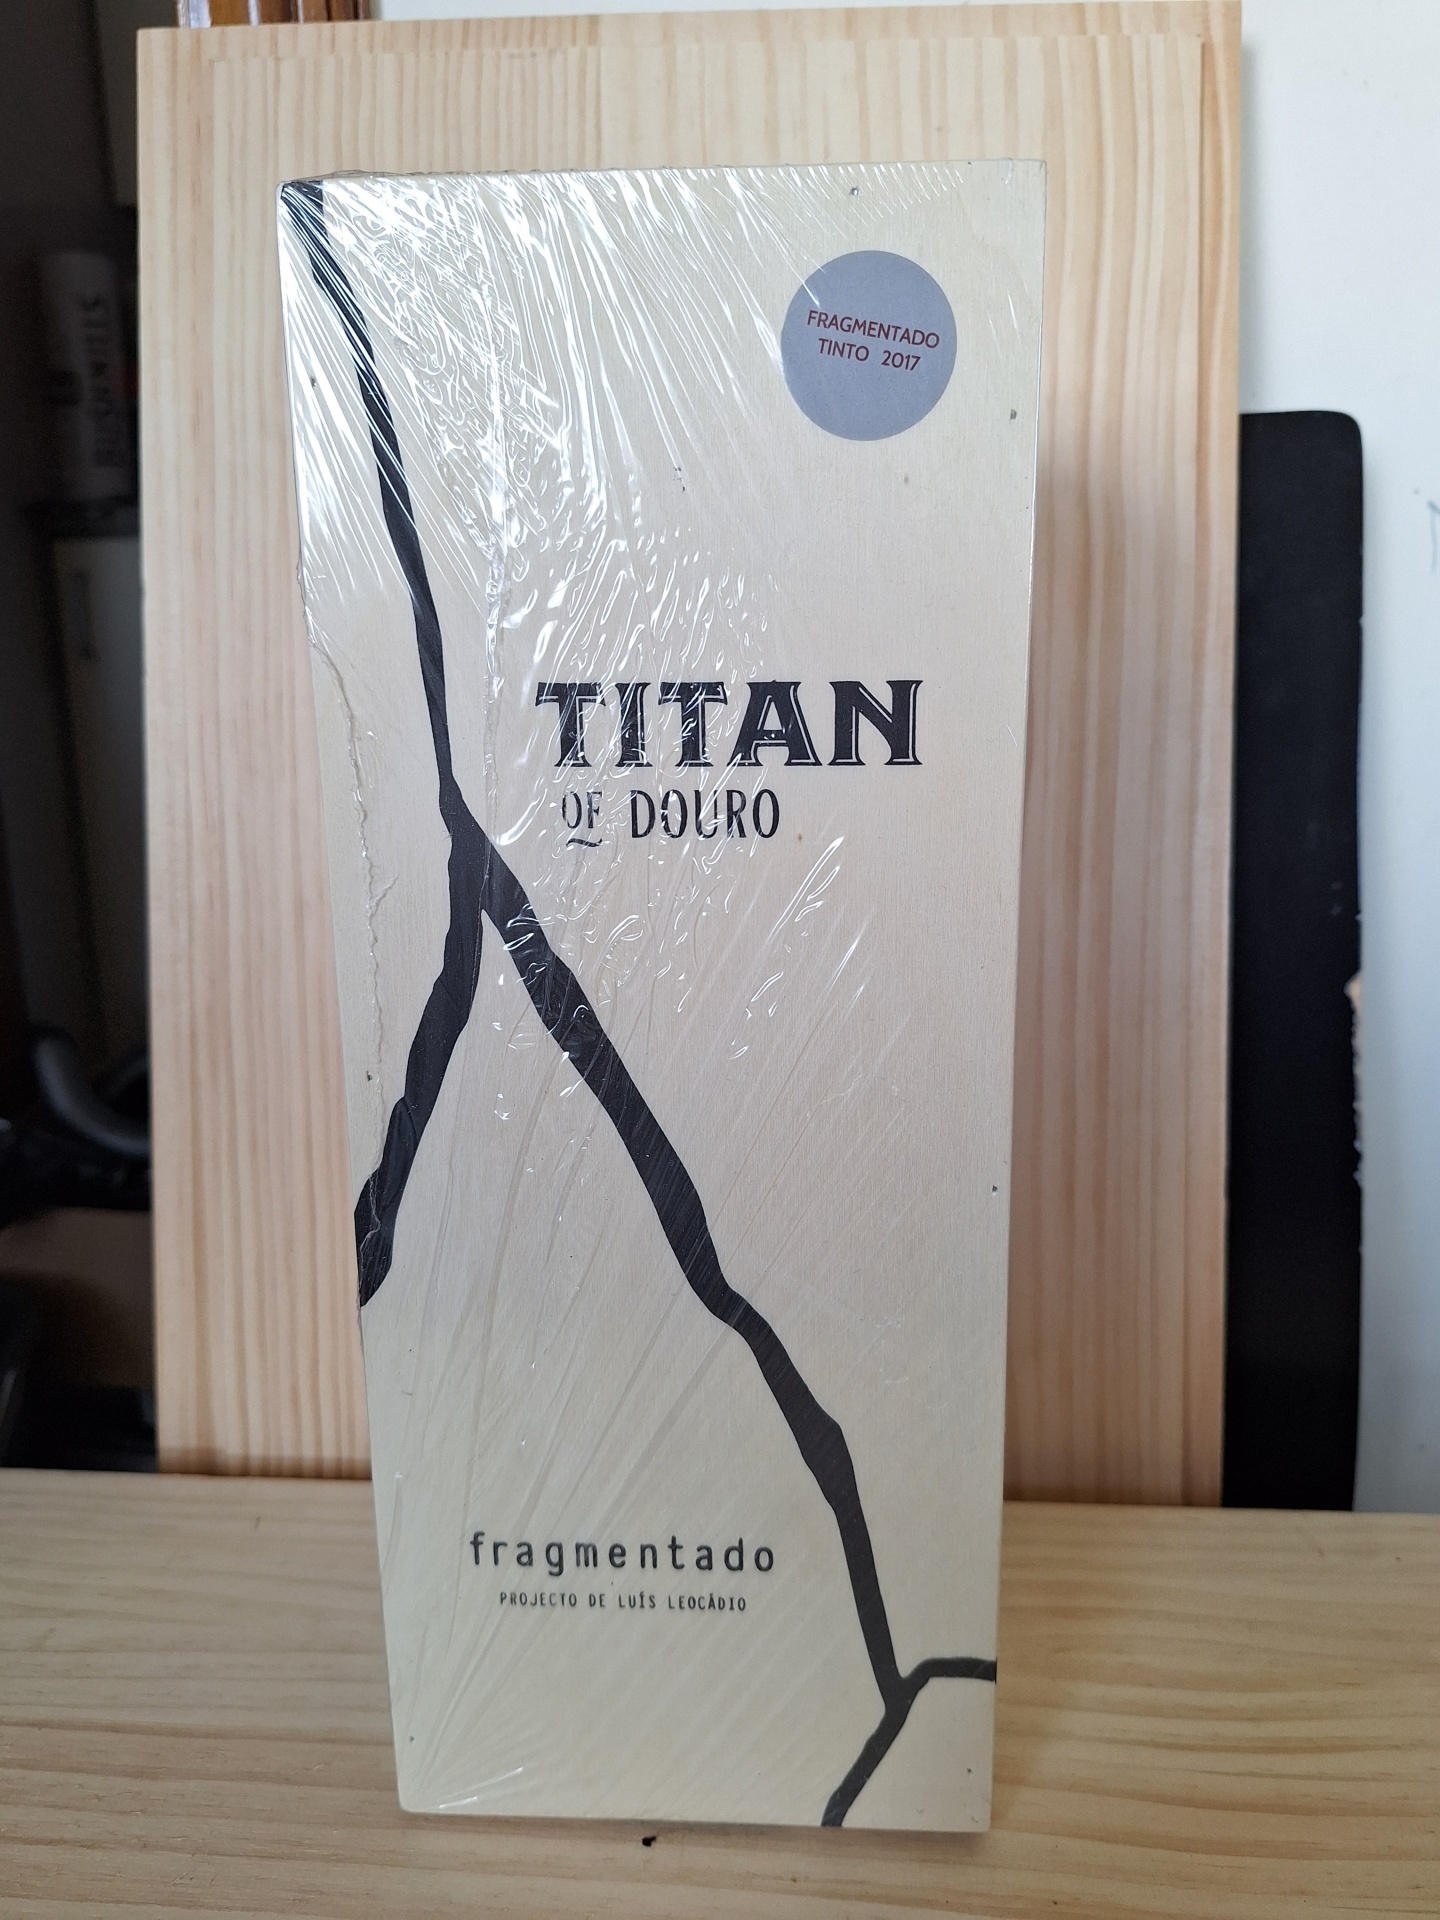 FRAGMENTADO
TINTO 2017
TITAN
OF DOURO
fragmentado
PROJECTO DE LUÍS LEOCÁDIO